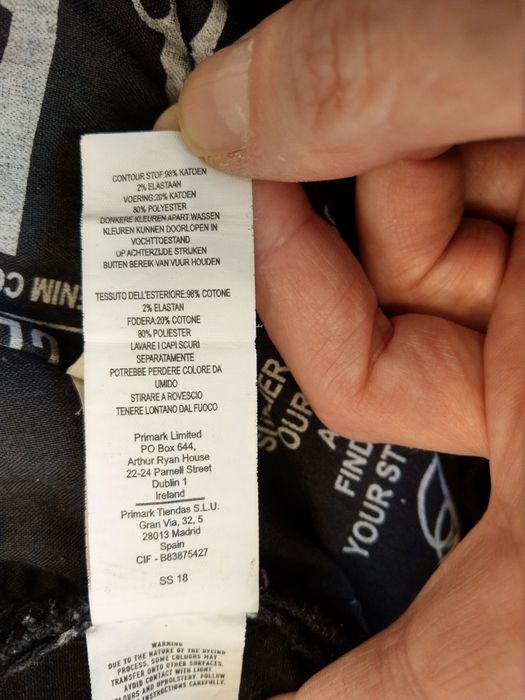 CONTOUR STOF:98% KATOEN
2% ELASTAAN
VOERING:20% KATOEN
80% POLYESTER
DONKERE KLEUREN APART WASSEN
KLEUREN KUNNEN DOORLOPEN IN
VOCHTTOESTAND
OP ACHTERZIJDE STRIJKEN
BUITEN BEREIK VAN VUUR HOUDEN
TESSUTO DELL'ESTERIORE:98% COTONE
2% ELASTAN
FODERA:20% COTONE
80% POLIESTER
LAVARE I CAPI SCURI
SEPARATAMENTE
POTREBBE PERDERE COLORE DA
UMIDO
STIRARE A ROVESCIO
TENERE LONTANO DAL FUOCO
Primark Limited
PO Box 644,
Arthur Ryan House
22-24 Parnell Street
Dublin 1
Ireland
Primark Tiendas S.L.U.
Gran Via, 32, 5
28013 Madrid
Spain
CIF - B83875427
SS 18
WARNING
DUE TO THE NATURE OF THE DYEING
PROCESS, SOME COLOURS MAY
TRANSFER ONTO OTHER SURFACES.
AVOID CONTACT WITH LIGHT
COLOURS AND UPHOLSTERY. FOLLOW
INSTRUCTIONS CAREFULLY.
OUR
FIND
YOUR ST